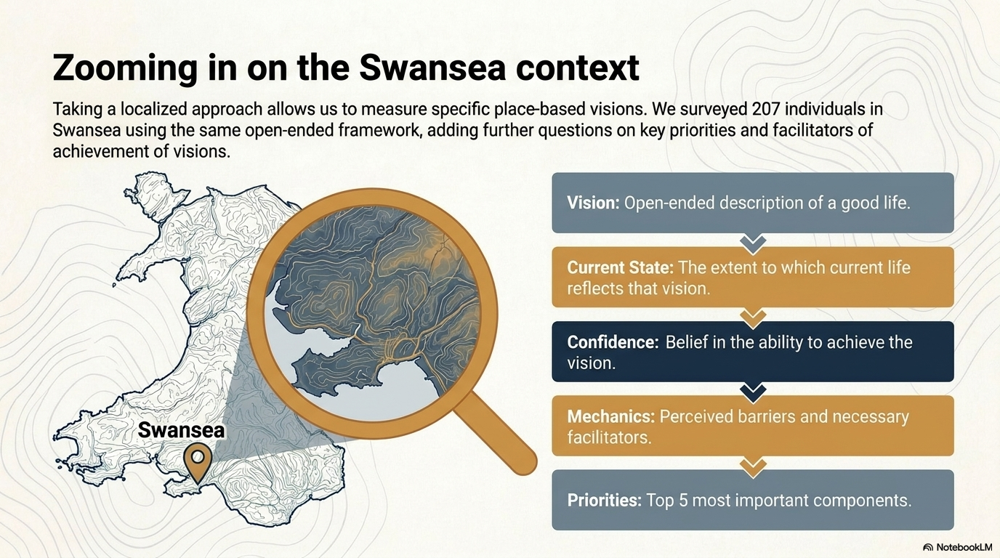 Zooming in on the Swansea context
Taking a localized approach allows us to measure specific place-based visions. We surveyed 207 individuals in
Swansea using the same open-ended framework, adding further questions on key priorities and facilitators of
achievement of visions.
Swansea
Vision: Open-ended description of a good life.
Current State: The extent to which current life
reflects that vision.
Confidence: Belief in the ability to achieve the
vision.
Mechanics: Perceived barriers and necessary
facilitators.
Priorities: Top 5 most important components.
NotebookLM